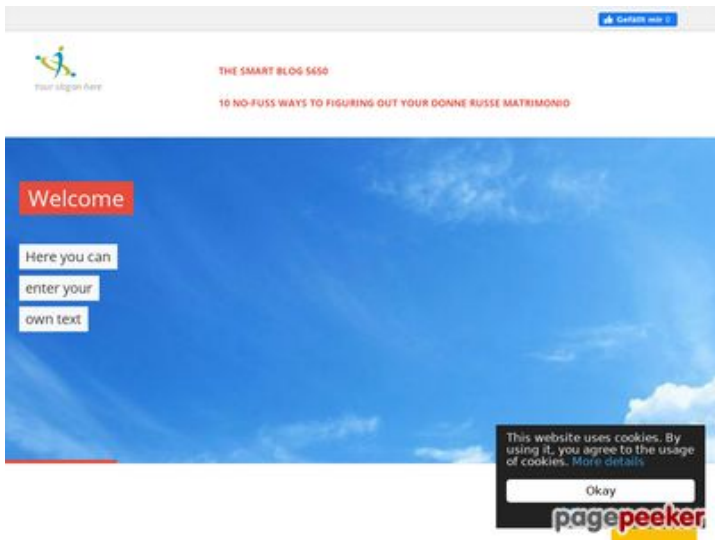 Gefällt mir 0
Your slogan here
THE SMART BLOG 5650
10 NO-FUSS WAYS TO FIGURING OUT YOUR DONNE RUSSE MATRIMONIO
Welcome
Here you can
enter your
own text
This website uses cookies. By
using it, you agree to the usage
of cookies. More details
Okay
pagepeeker